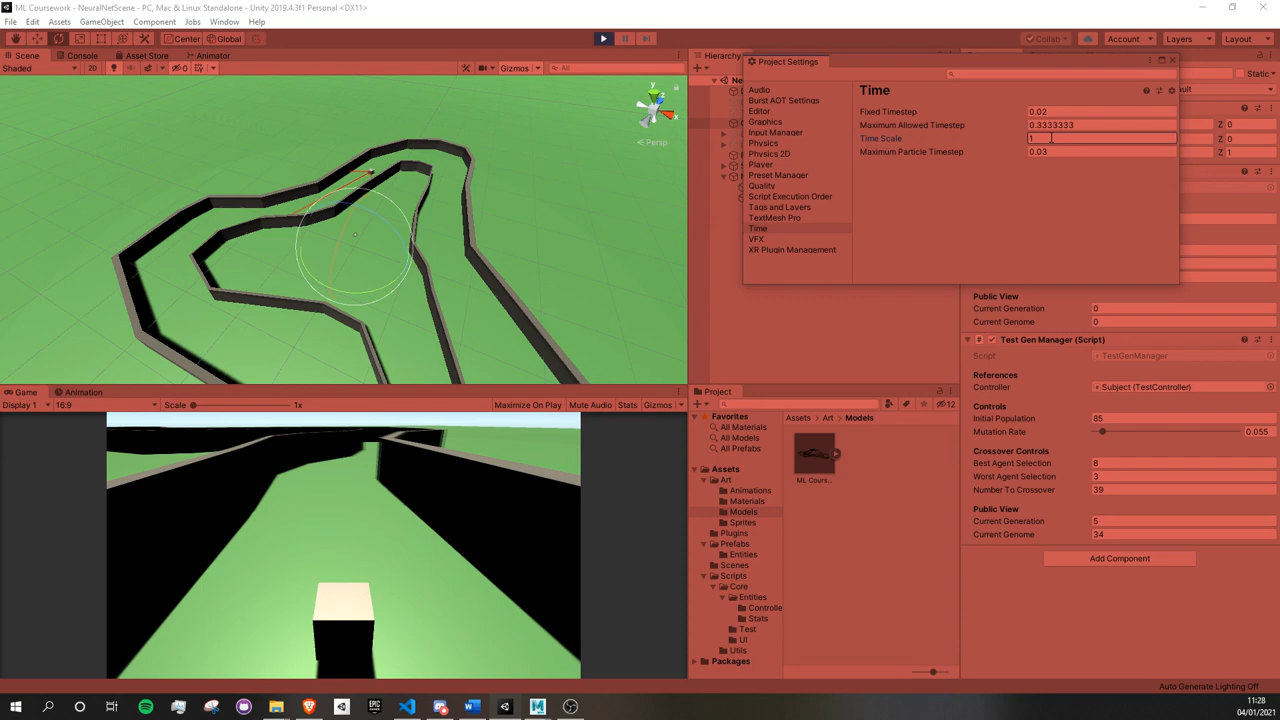 ML Coursework - NeuralNetScene - PC, Mac & Linux Standalone - Unity 2019.4.3f1 Personal <DX11>
File Edit Assets GameObject Component Jobs Window Help
Center Global Collab Account Layers Layout
Scene Console Asset Store Animator
Shaded 2D 0 Gizmos All
y z x
Persp
Hierarchy
Ne
Project Settings
Audio
Burst AOT Settings
Editor
Graphics
Input Manager
Physics
Physics 2D
Player
Preset Manager
Quality
Script Execution Order
Tags and Layers
TextMesh Pro
Time
VFX
XR Plugin Management
Time
Fixed Timestep 0.02
Maximum Allowed Timestep 0.3333333
Time Scale 1
Maximum Particle Timestep 0.03
Static
Z 0
Z 0
Z 1
Public View
Current Generation 0
Current Genome 0
Test Gen Manager (Script)
Script TestGenManager
References
Controller Subject (TestController)
Controls
Initial Population 85
Mutation Rate 0.055
Crossover Controls
Best Agent Selection 8
Worst Agent Selection 3
Number To Crossover 39
Public View
Current Generation 5
Current Genome 34
Add Component
Game Animation
Display 1 16:9 Scale 1x Maximize On Play Mute Audio Stats Gizmos
Project
12
Favorites
All Materials
All Models
All Prefabs
Assets
Art
Animations
Materials
Models
Sprites
Plugins
Prefabs
Entities
Scenes
Scripts
Core
Entities
Controlle
Stats
Test
UI
Utils
Packages
Assets Art Models
ML Cours...
Auto Generate Lighting Off
11:28
04/01/2021